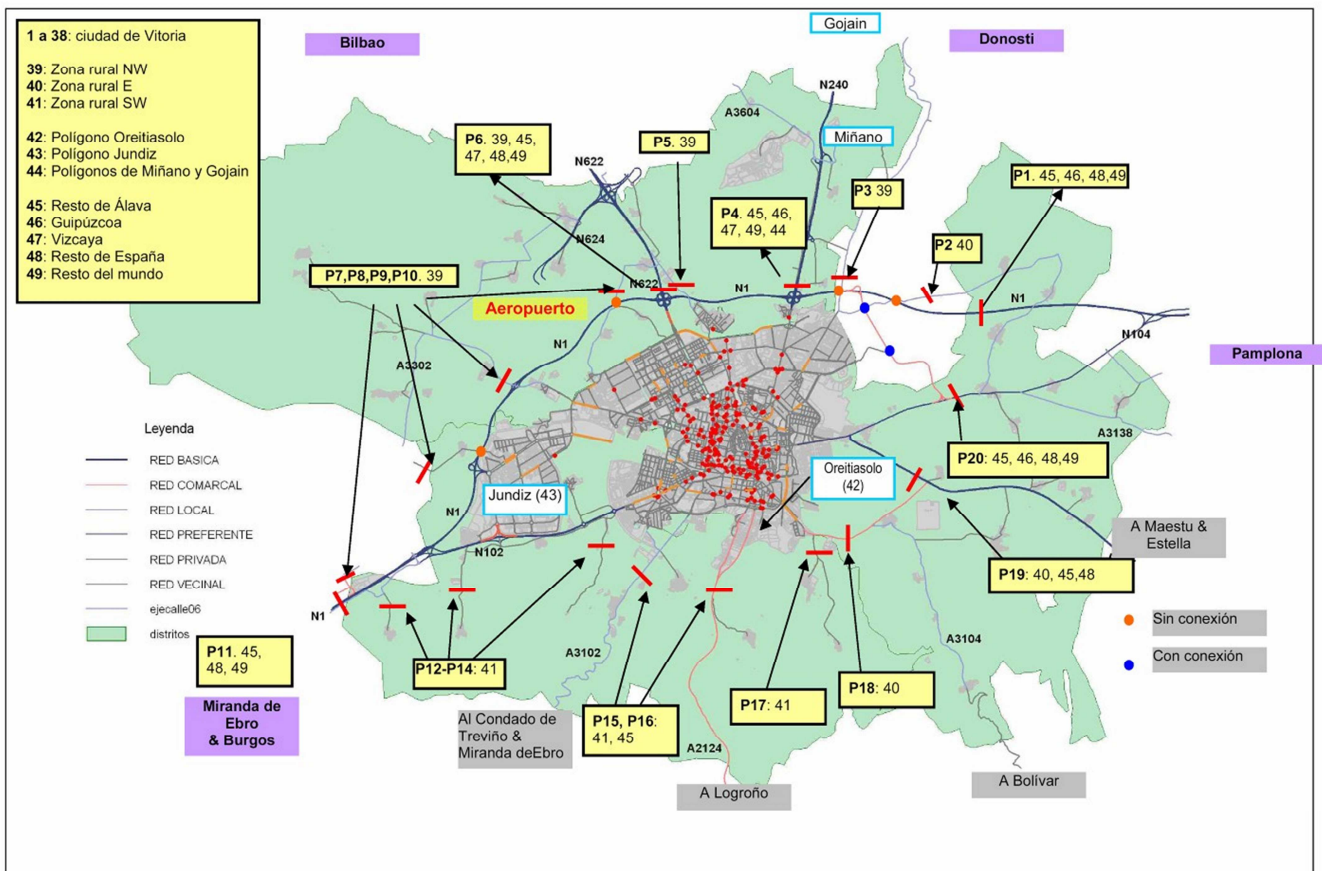 1 a 38: ciudad de Vitoria
39: Zona rural NW
40: Zona rural E
41: Zona rural SW
42: Polígono Oreitiasolo
43: Polígono Jundiz
44: Polígonos de Miñano y Gojain
45: Resto de Álava
46: Guipúzcoa
47: Vizcaya
48: Resto de España
49: Resto del mundo
Bilbao
Gojain
Donosti
N240
A3604
Miñano
P6. 39, 45,
47, 48,49
P5. 39
N622
P1. 45, 46, 48,49
P4. 45, 46,
47, 49, 44
P3 39
P2 40
N624
P7,P8,P9,P10. 39
N622
N1
Aeropuerto
N1
N104
N1
A3302
Pamplona
Leyenda
RED BASICA
RED COMARCAL
RED LOCAL
RED PREFERENTE
RED PRIVADA
RED VECINAL
ejecalle06
distritos
A3138
P20: 45, 46, 48,49
Oreitiasolo
(42)
Jundiz (43)
N1
N102
A Maestu &
Estella
P19: 40, 45,48
N1
Sin conexión
Con conexión
P11. 45,
48, 49
Miranda de
Ebro
& Burgos
P12-P14: 41
A3102
A3104
P18: 40
P17: 41
Al Condado de
Treviño &
Miranda deEbro
P15, P16:
41, 45
A2124
A Logroño
A Bolívar